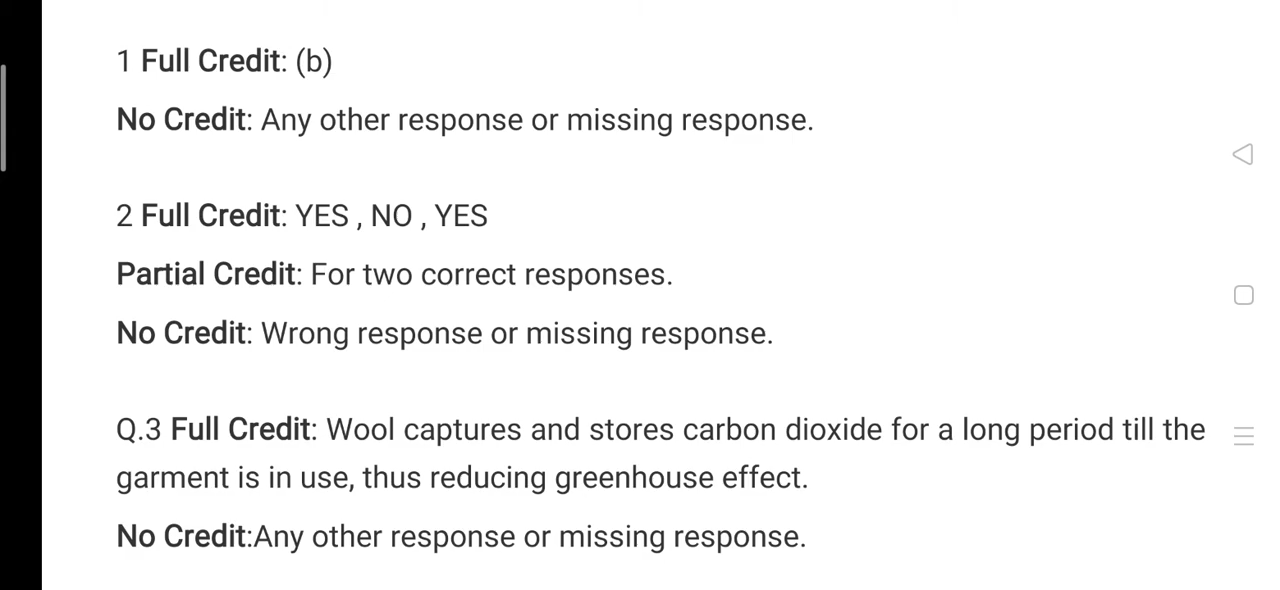 1 Full Credit: (b)
No Credit: Any other response or missing response.
2 Full Credit: YES , NO , YES
Partial Credit: For two correct responses.
No Credit: Wrong response or missing response.
Q.3 Full Credit: Wool captures and stores carbon dioxide for a long period till the
garment is in use, thus reducing greenhouse effect.
No Credit:Any other response or missing response.